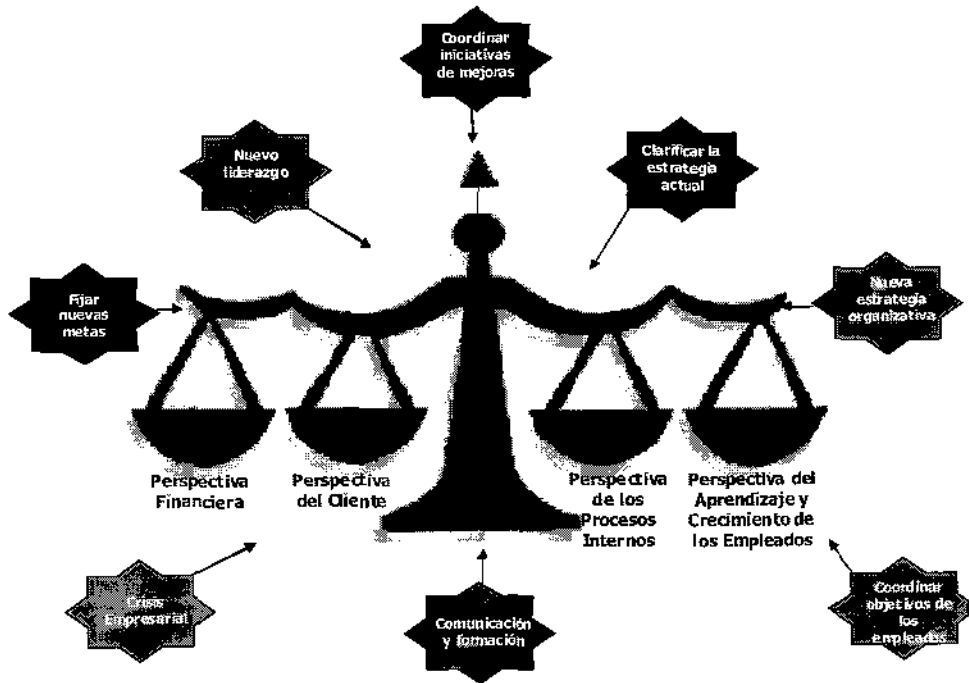 Coordinar
iniciativas
de mejoras
Nuevo
liderazgo
Clarificar la
estrategia
actual
Fijar
nuevas
metas
Nueva
estrategia
organizativa
Perspectiva
Financiera
Perspectiva
del Cliente
Perspectiva
de los
Procesos
Internos
Perspectiva del
Aprendizaje y
Crecimiento de
los Empleados
Crisis
Empresarial
Comunicación
y formación
Coordinar
objetivos de
los
empleados